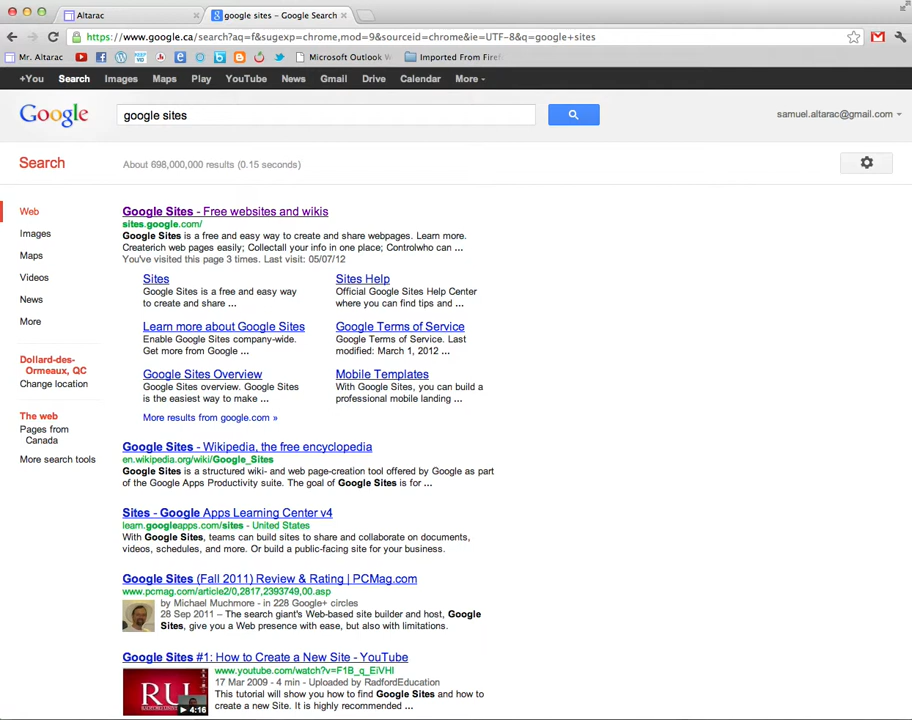 Altarac
google sites - Google Search
https://www.google.ca/search?aq=f&sugexp=chrome,mod=9&sourceid=chrome&ie=UTF-8&q=google+sites
Mr. Altarac
Microsoft Outlook
Imported From Firef
+You Search Images Maps Play YouTube News Gmail Drive Calendar More
Google
google sites
samuel.altarac@gmail.com
Search
About 698,000,000 results (0.15 seconds)
Web
Images
Maps
Videos
News
More
Dollard-des-
Ormeaux, QC
Change location
The web
Pages from
Canada
More search tools
Google Sites - Free websites and wikis
sites.google.com/
Google Sites is a free and easy way to create and share webpages. Learn more.
Createrich web pages easily; Collectall your info in one place; Controlwho can ...
You've visited this page 3 times. Last visit: 05/07/12
Sites
Google Sites is a free and easy way
to create and share ...
Sites Help
Official Google Sites Help Center
where you can find tips and ...
Learn more about Google Sites
Enable Google Sites company-wide.
Get more from Google ...
Google Terms of Service
Google Terms of Service. Last
modified: March 1, 2012 ...
Google Sites Overview
Google Sites overview. Google Sites
is the easiest way to make ...
Mobile Templates
With Google Sites, you can build a
professional mobile landing ...
More results from google.com »
Google Sites - Wikipedia, the free encyclopedia
en.wikipedia.org/wiki/Google_Sites
Google Sites is a structured wiki- and web page-creation tool offered by Google as part
of the Google Apps Productivity suite. The goal of Google Sites is for ...
Sites - Google Apps Learning Center v4
learn.googleapps.com/sites - United States
With Google Sites, teams can build sites to share and collaborate on documents,
videos, schedules, and more. Or build a public-facing site for your business.
Google Sites (Fall 2011) Review & Rating | PCMag.com
www.pcmag.com/article2/0,2817,2393749,00.asp
by Michael Muchmore - in 228 Google+ circles
28 Sep 2011 – The search giant's Web-based site builder and host, Google
Sites, give you a Web presence with ease, but also with limitations.
Google Sites #1: How to Create a New Site - YouTube
www.youtube.com/watch?v=F1B_q_EiVHI
17 Mar 2009 - 4 min - Uploaded by RadfordEducation
This tutorial will show you how to find Google Sites and how to
create a new Site. It is highly recommended ...
RU
4:16